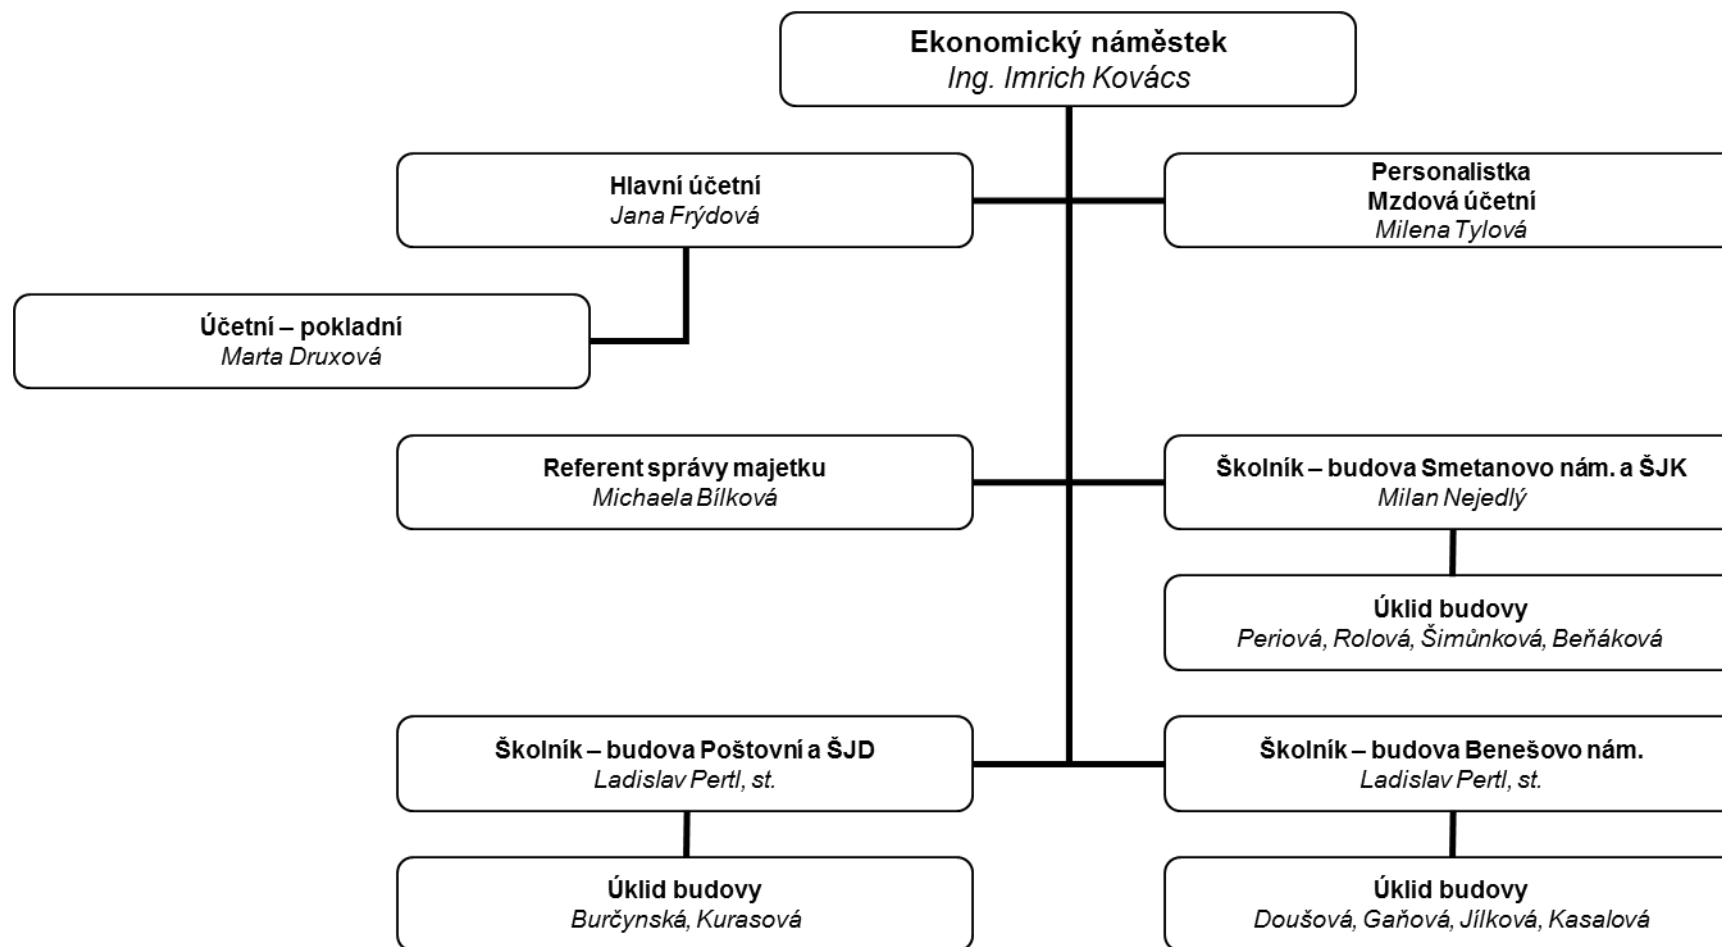 Ekonomický náměstek
Ing. Imrich Kovács
Hlavní účetní
Jana Frýdová
Personalistka
Mzdová účetní
Milena Tylová
Účetní – pokladní
Marta Druxová
Referent správy majetku
Michaela Bílková
Školník – budova Smetanovo nám. a ŠJK
Milan Nejedlý
Úklid budovy
Periová, Rolová, Šimůnková, Beňáková
Školník – budova Poštovní a ŠJD
Ladislav Pertl, st.
Školník – budova Benešovo nám.
Ladislav Pertl, st.
Úklid budovy
Burčynská, Kurasová
Úklid budovy
Doušová, Gaňová, Jílková, Kasalová